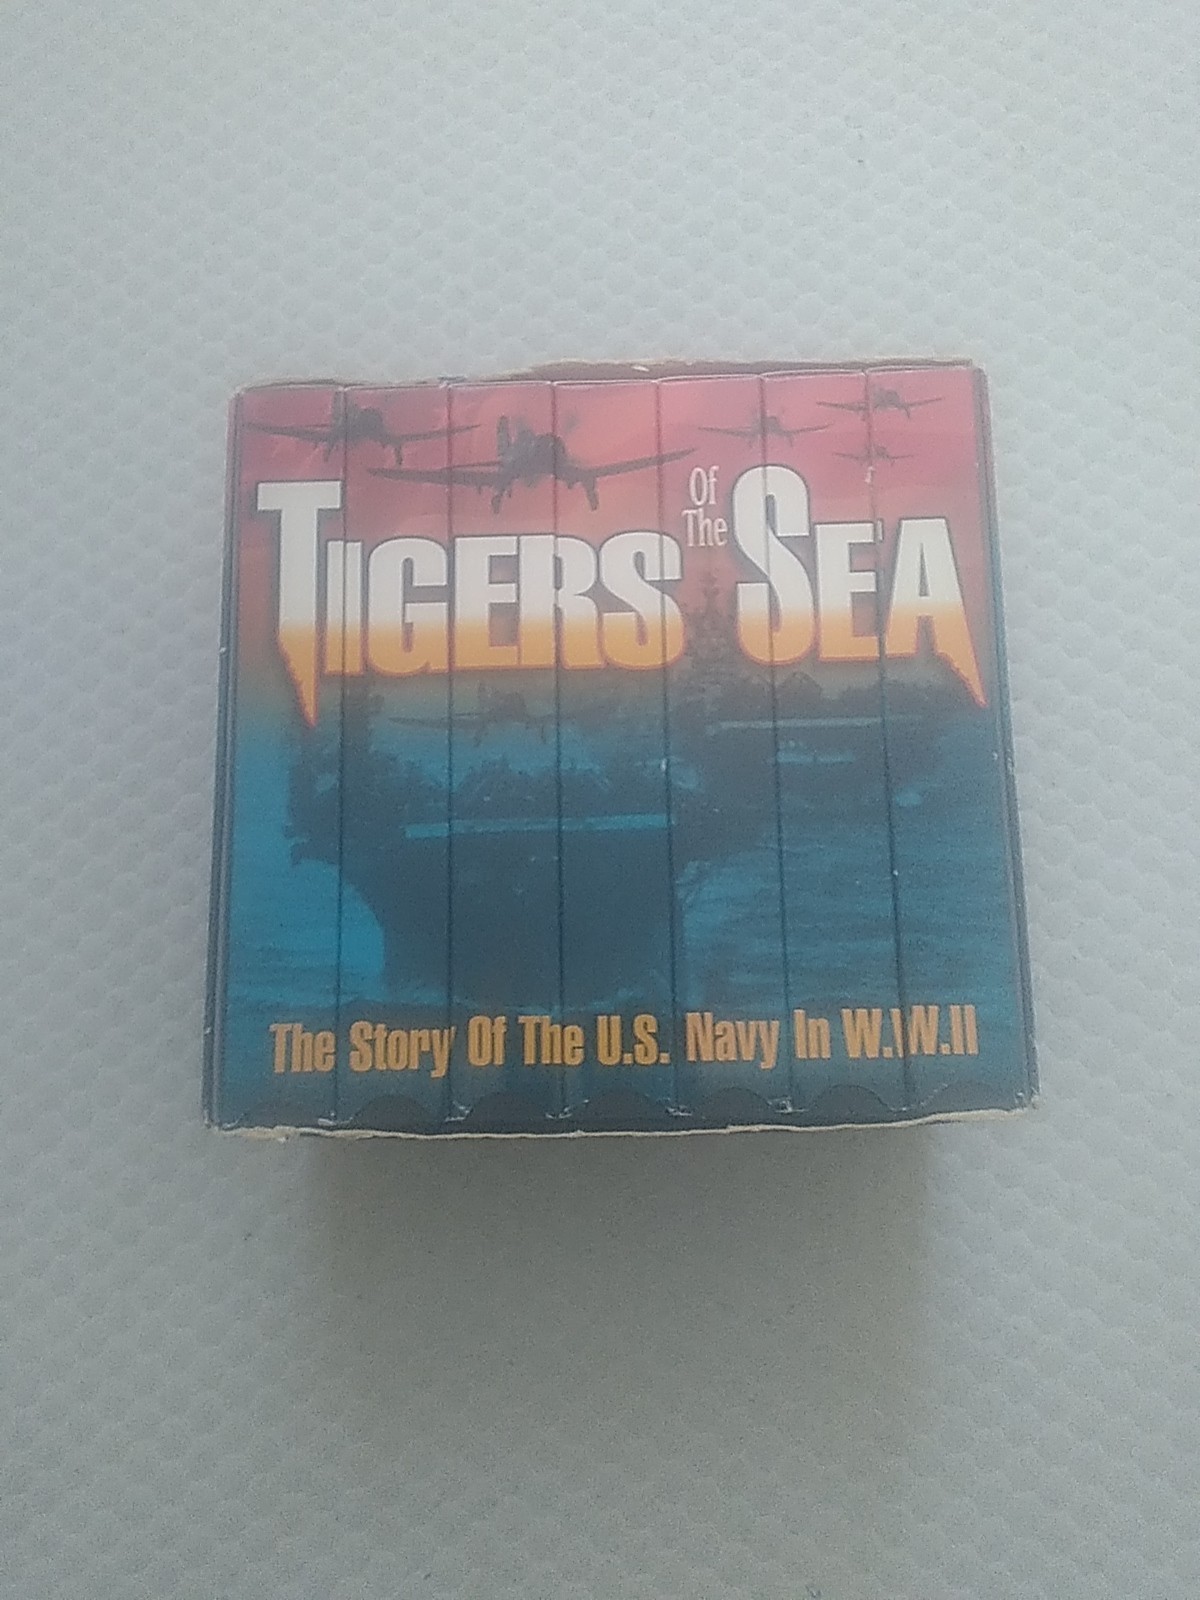 Tigers Of The Sea
The Story Of The U.S. Navy In W.W.II